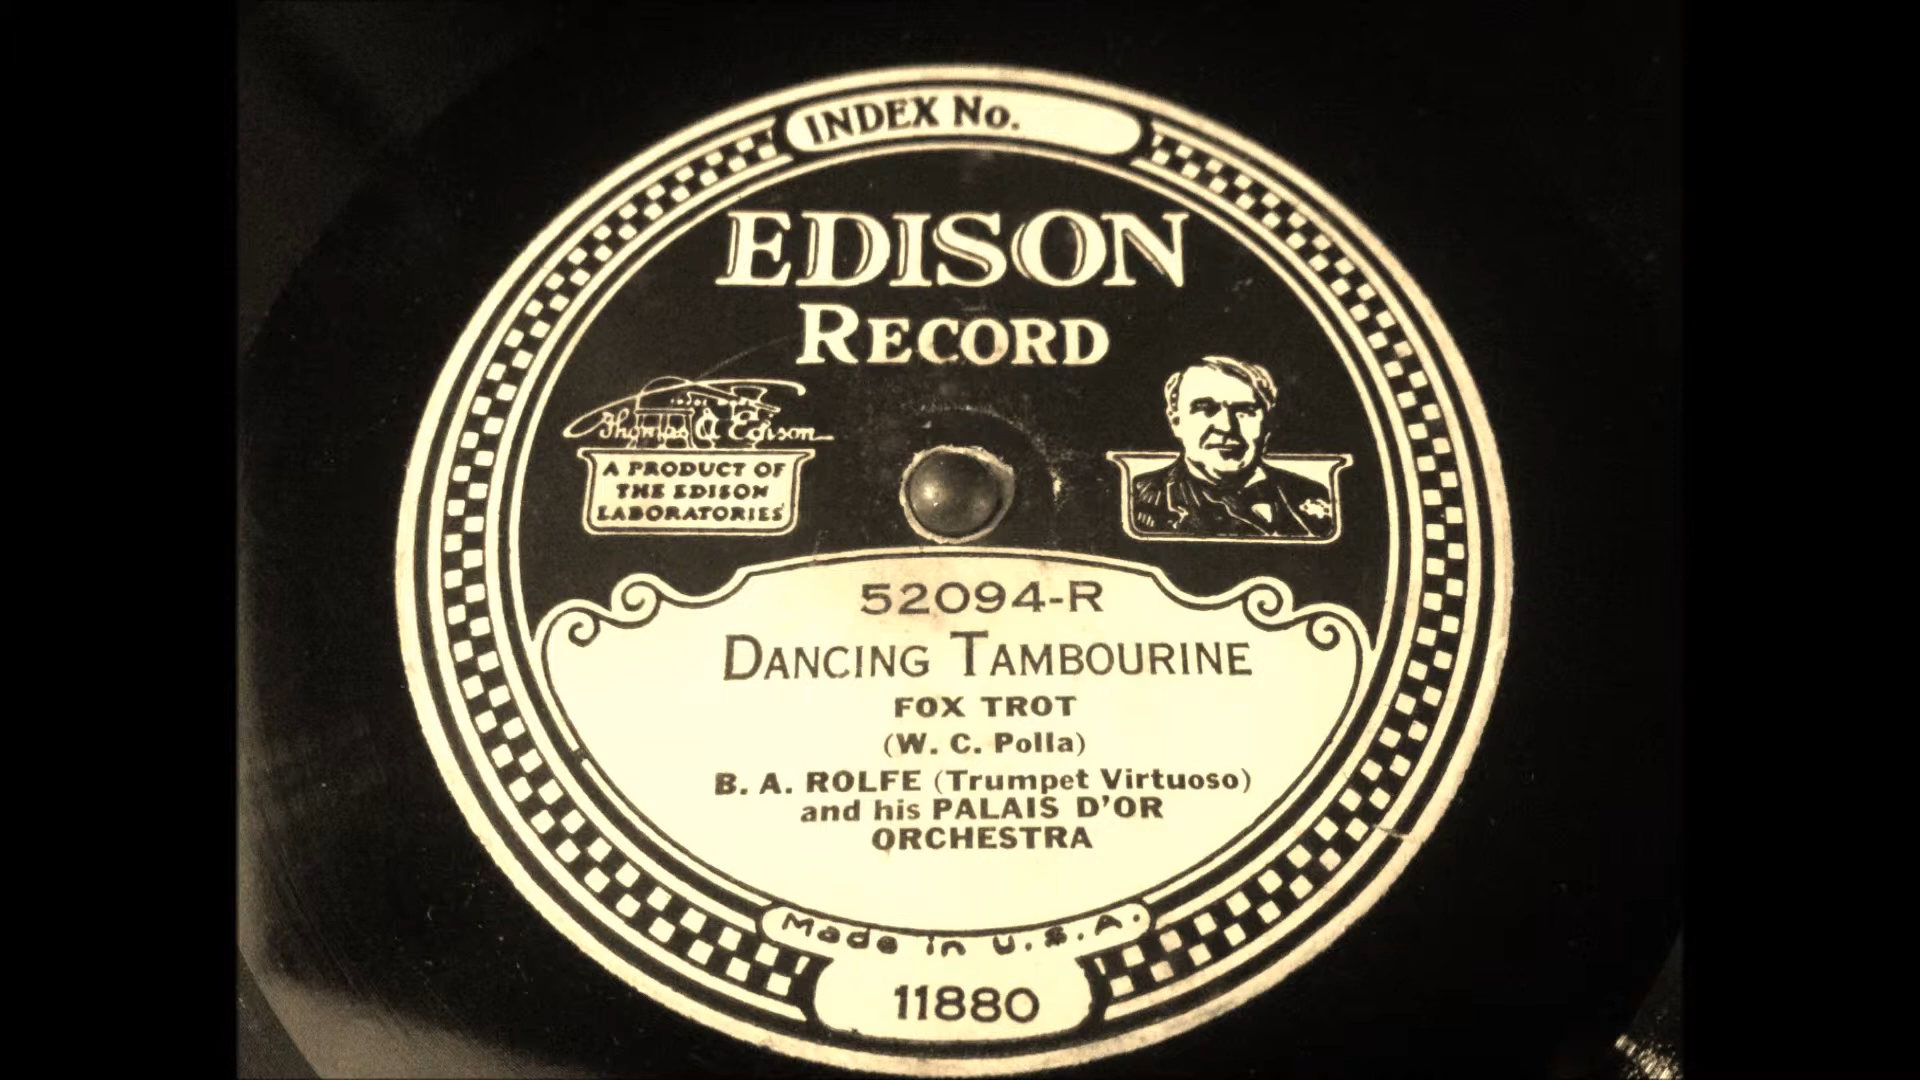 INDEX No.
EDISON
RECORD
Thomas A Edison
A PRODUCT OF
THE EDISON
LABORATORIES
52094-R
DANCING TAMBOURINE
FOX TROT
(W. C. Polla)
B. A. ROLFE (Trumpet Virtuoso)
and his PALAIS D'OR
ORCHESTRA
Made in U.S.A.
11880